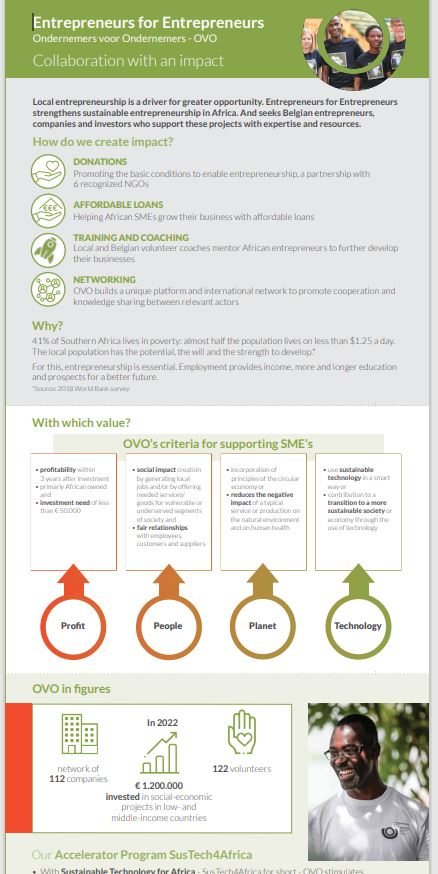 Entrepreneurs for Entrepreneurs
Ondernemers voor Ondernemers - OVO
Collaboration with an impact
Local entrepreneurship is a driver for greater opportunity. Entrepreneurs for Entrepreneurs
strengthens sustainable entrepreneurship in Africa. And seeks Belgian entrepreneurs,
companies and investors who support these projects with expertise and resources.
How do we create impact?
DONATIONS
Promoting the basic conditions to enable entrepreneurship, a partnership with
6 recognized NGOs
€€€
AFFORDABLE LOANS
Helping African SMEs grow their business with affordable loans
TRAINING AND COACHING
Local and Belgian volunteer coaches mentor African entrepreneurs to further develop
their businesses
NETWORKING
OVO builds a unique platform and international network to promote cooperation and
knowledge sharing between relevant actors
Why?
41% of Southern Africa lives in poverty: almost half the population lives on less than $1.25 a day.
The local population has the potential, the will and the strength to develop.*
For this, entrepreneurship is essential. Employment provides income, more and longer education
and prospects for a better future.
*Source: 2018 World Bank survey
With which value?
OVO's criteria for supporting SME's
• profitability within
3 years after investment
• primarily African owned
and
• investment need of less
than € 50.000
• social impact creation
by generating local
jobs and/or by offering
needed services/
goods for vulnerable or
underserved segments
of society and
• fair relationships
with employees,
customers and suppliers
• incorporation of
principles of the circular
economy or
• reduces the negative
impact of a typical
service or production on
the natural environment
and on human health
• use sustainable
technology in a smart
way or
• contribution to a
transition to a more
sustainable society or
economy through the
use of technology
Profit
People
Planet
Technology
OVO in figures
network of
112 companies
In 2022
€ 1.200.000
invested in social-economic
projects in low- and
middle-income countries
122 volunteers
Our Accelerator Program SusTech4Africa
• With Sustainable Technology for Africa - SusTech4Africa for short - OVO stimulates